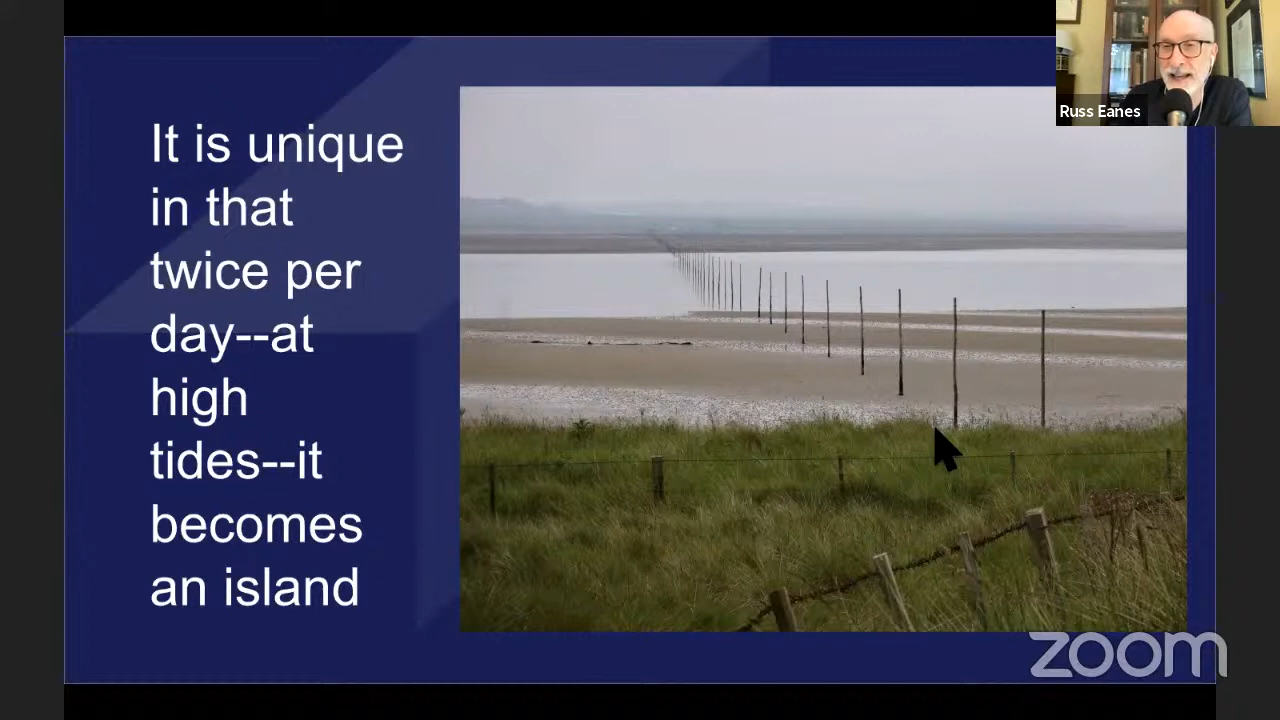 It is unique
in that
twice per
day--at
high
tides--it
becomes
an island
Russ Eanes
zoom